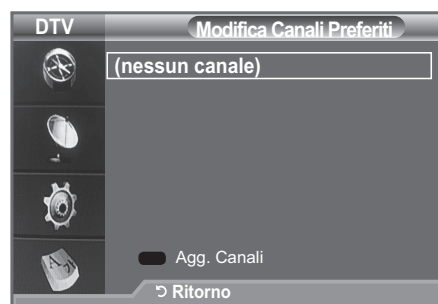 DTV
Modifica Canali Preferiti
(nessun canale)
Agg. Canali
Ritorno